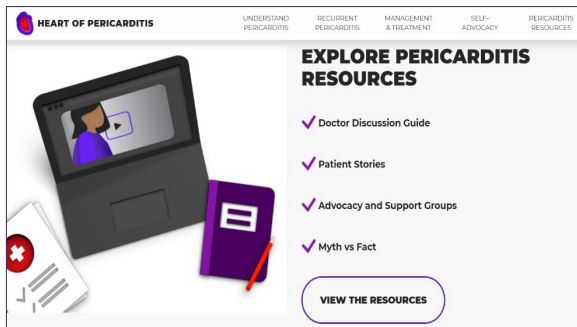 HEART OF PERICARDITIS
UNDERSTAND
PERICARDITIS
RECURRENT
PERICARDITIS
MANAGEMENT
& TREATMENT
SELF-
ADVOCACY
PERICARDITIS
RESOURCES
EXPLORE PERICARDITIS
RESOURCES
Doctor Discussion Guide
Patient Stories
Advocacy and Support Groups
Myth vs Fact
VIEW THE RESOURCES